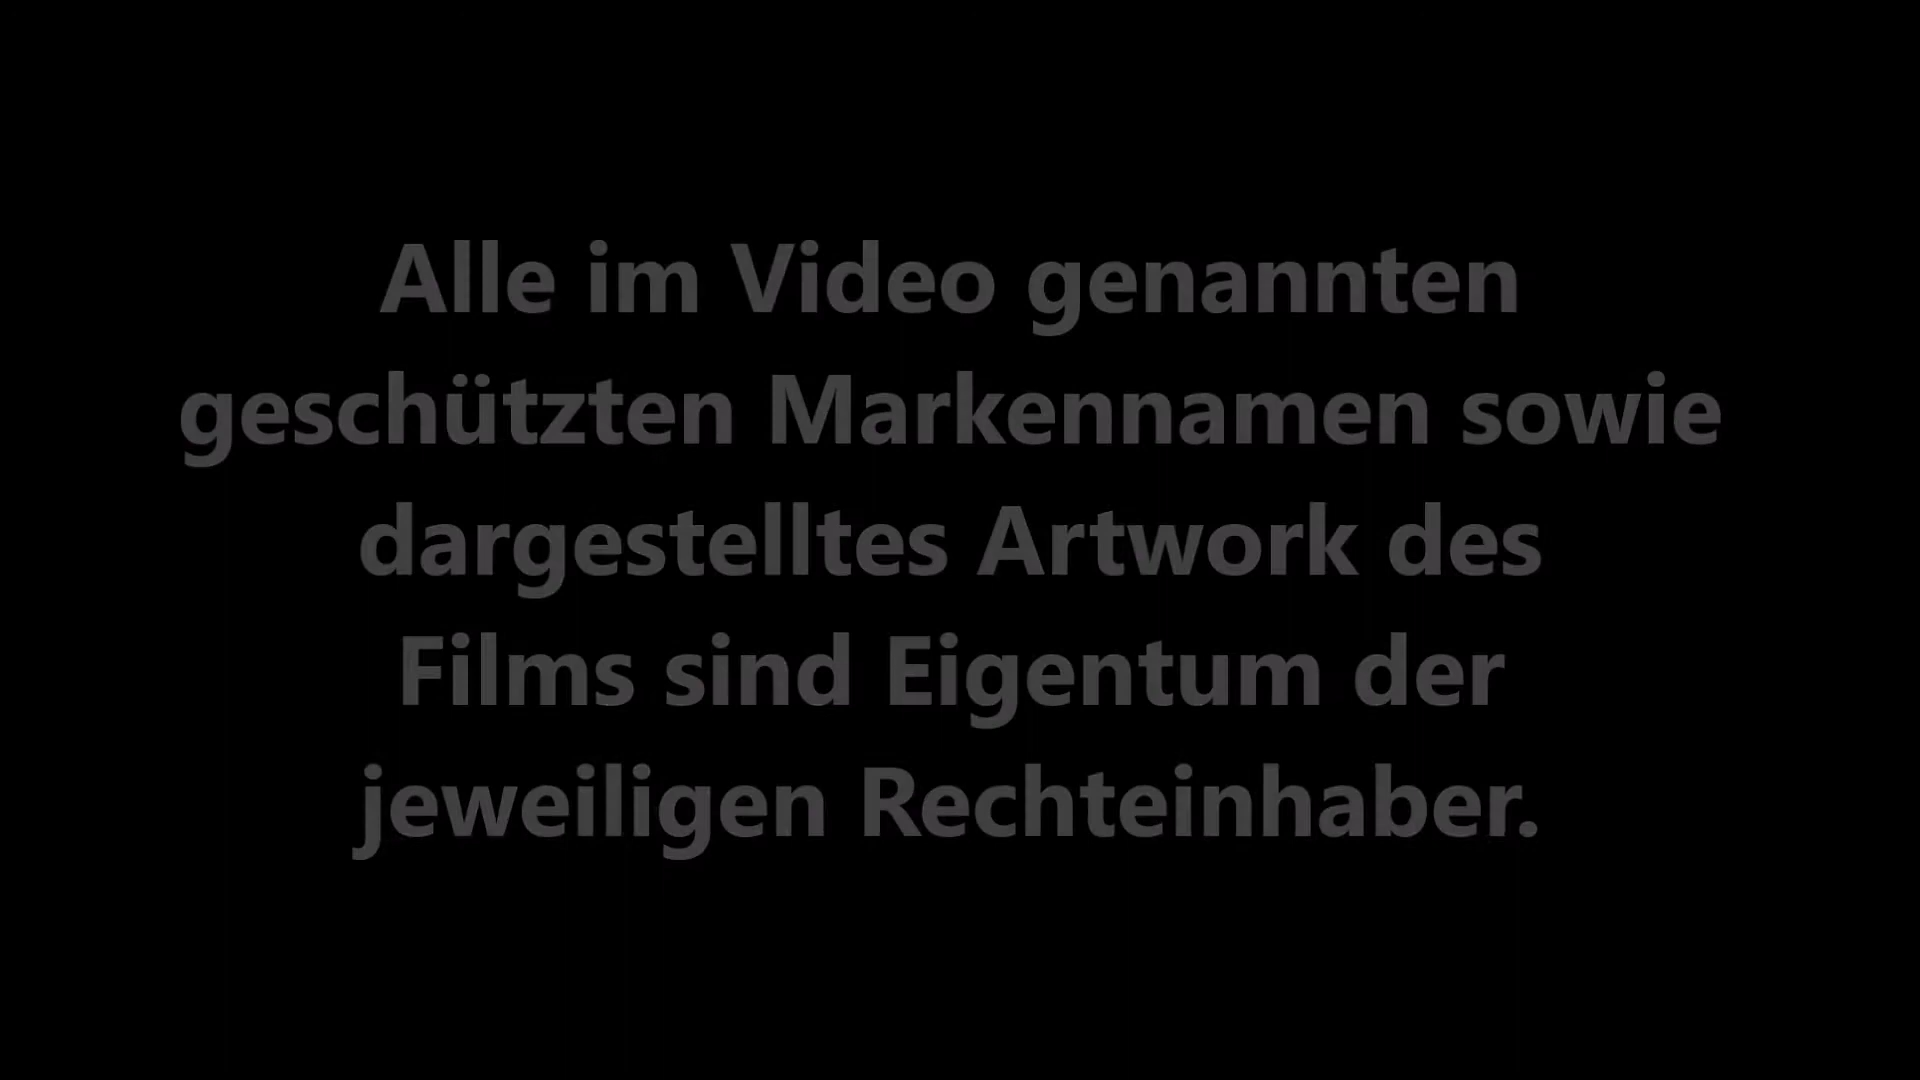 Alle im Video genannten
geschützten Markennamen sowie
dargestelltes Artwork des
Films sind Eigentum der
jeweiligen Rechteinhaber.